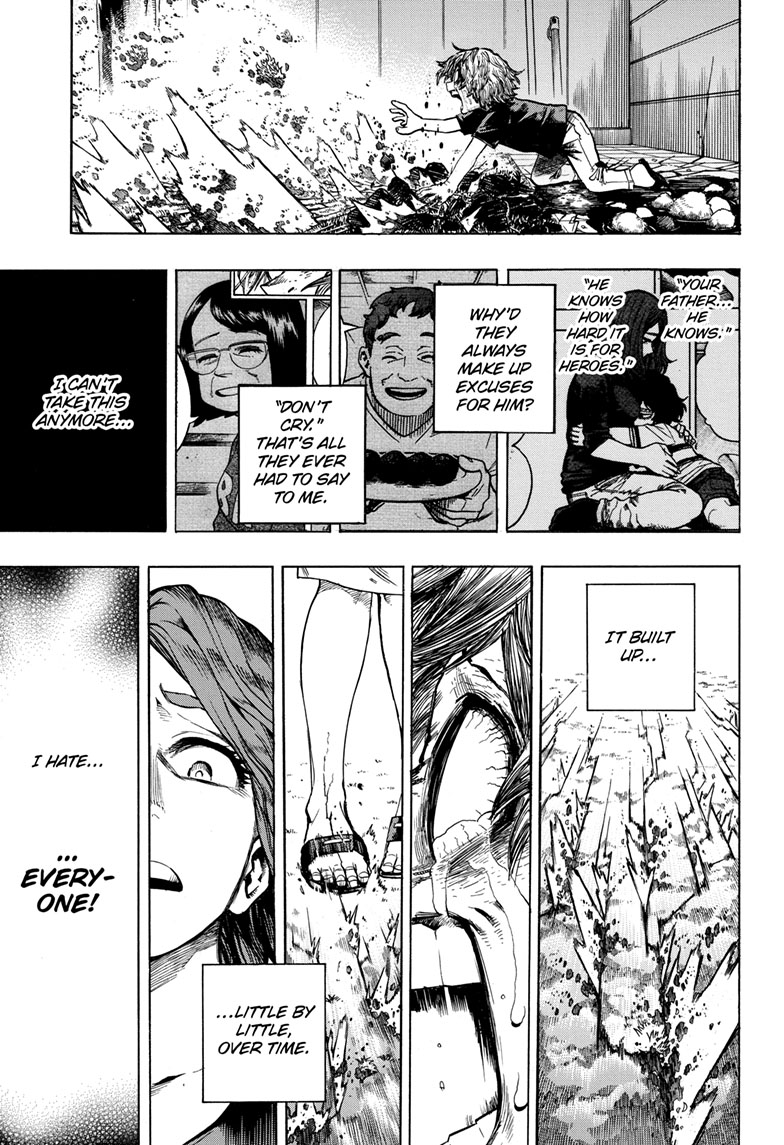 "YOUR
FATHER...
HE
KNOWS."
"HE
KNOWS
HOW
HARD IT
IS FOR
HEROES."
WHY'D
THEY
ALWAYS
MAKE UP
EXCUSES
FOR HIM?
"DON'T
CRY."
THAT'S ALL
THEY EVER
HAD TO SAY
TO ME.
I CAN'T
TAKE THIS
ANYMORE...
IT BUILT
UP...
...LITTLE BY
LITTLE,
OVER TIME.
I HATE...
...
EVERY-
ONE!